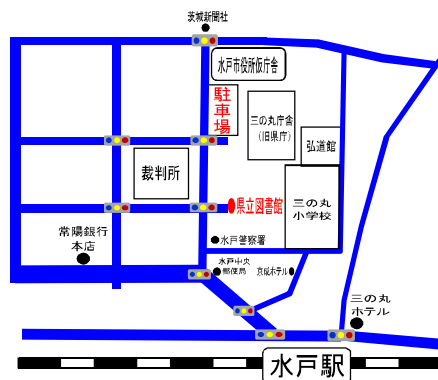 茨城新聞社
水戸市役所仮庁舎
駐車場
三の丸庁舎
(旧県庁)
弘道館
裁判所
県立図書館
三の丸
小学校
常陽銀行
本店
水戸警察署
水戸中央
郵便局
京成ホテル
三の丸
ホテル
水戸駅